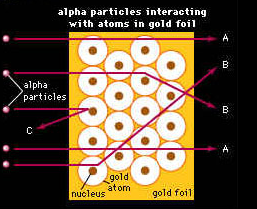 alpha particles interacting
with atoms in gold foil
A
B
alpha
particles
B
C
A
nucleus
gold
atom
gold foil